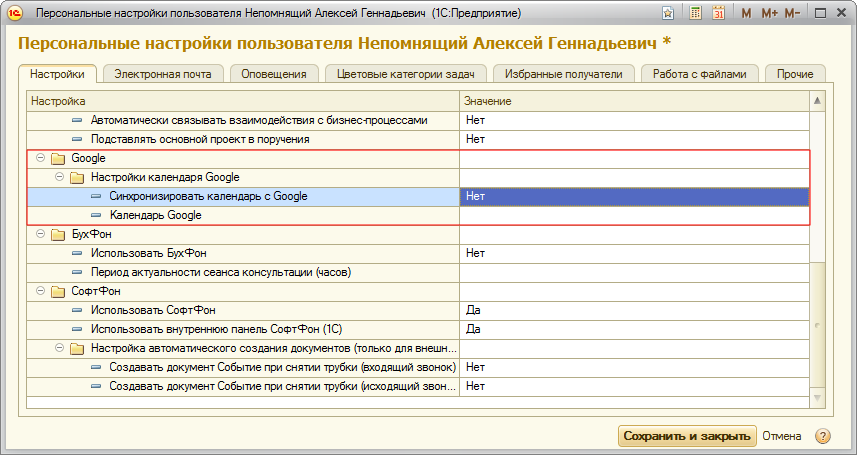 Персональные настройки пользователя Непомнящий Алексей Геннадьевич (1С:Предприятие)
31 M M+ M-
Персональные настройки пользователя Непомнящий Алексей Геннадьевич *
Настройки Электронная почта Оповещения Цветовые категории задач Избранные получатели Работа с файлами Прочие
Настройка Значение
Автоматически связывать взаимодействия с бизнес-процессами Нет
Подставлять основной проект в поручения Нет
Google
Настройки календаря Google
Синхронизировать календарь с Google Нет
Календарь Google
БухФон
Использовать БухФон Нет
Период актуальности сеанса консультации (часов)
СофтФон
Использовать СофтФон Да
Использовать внутреннюю панель СофтФон (1С) Да
Настройка автоматического создания документов (только для внешн...
Создавать документ Событие при снятии трубки (входящий звонок) Нет
Создавать документ Событие при снятии трубки (исходящий звон... Нет
Сохранить и закрыть Отмена ?